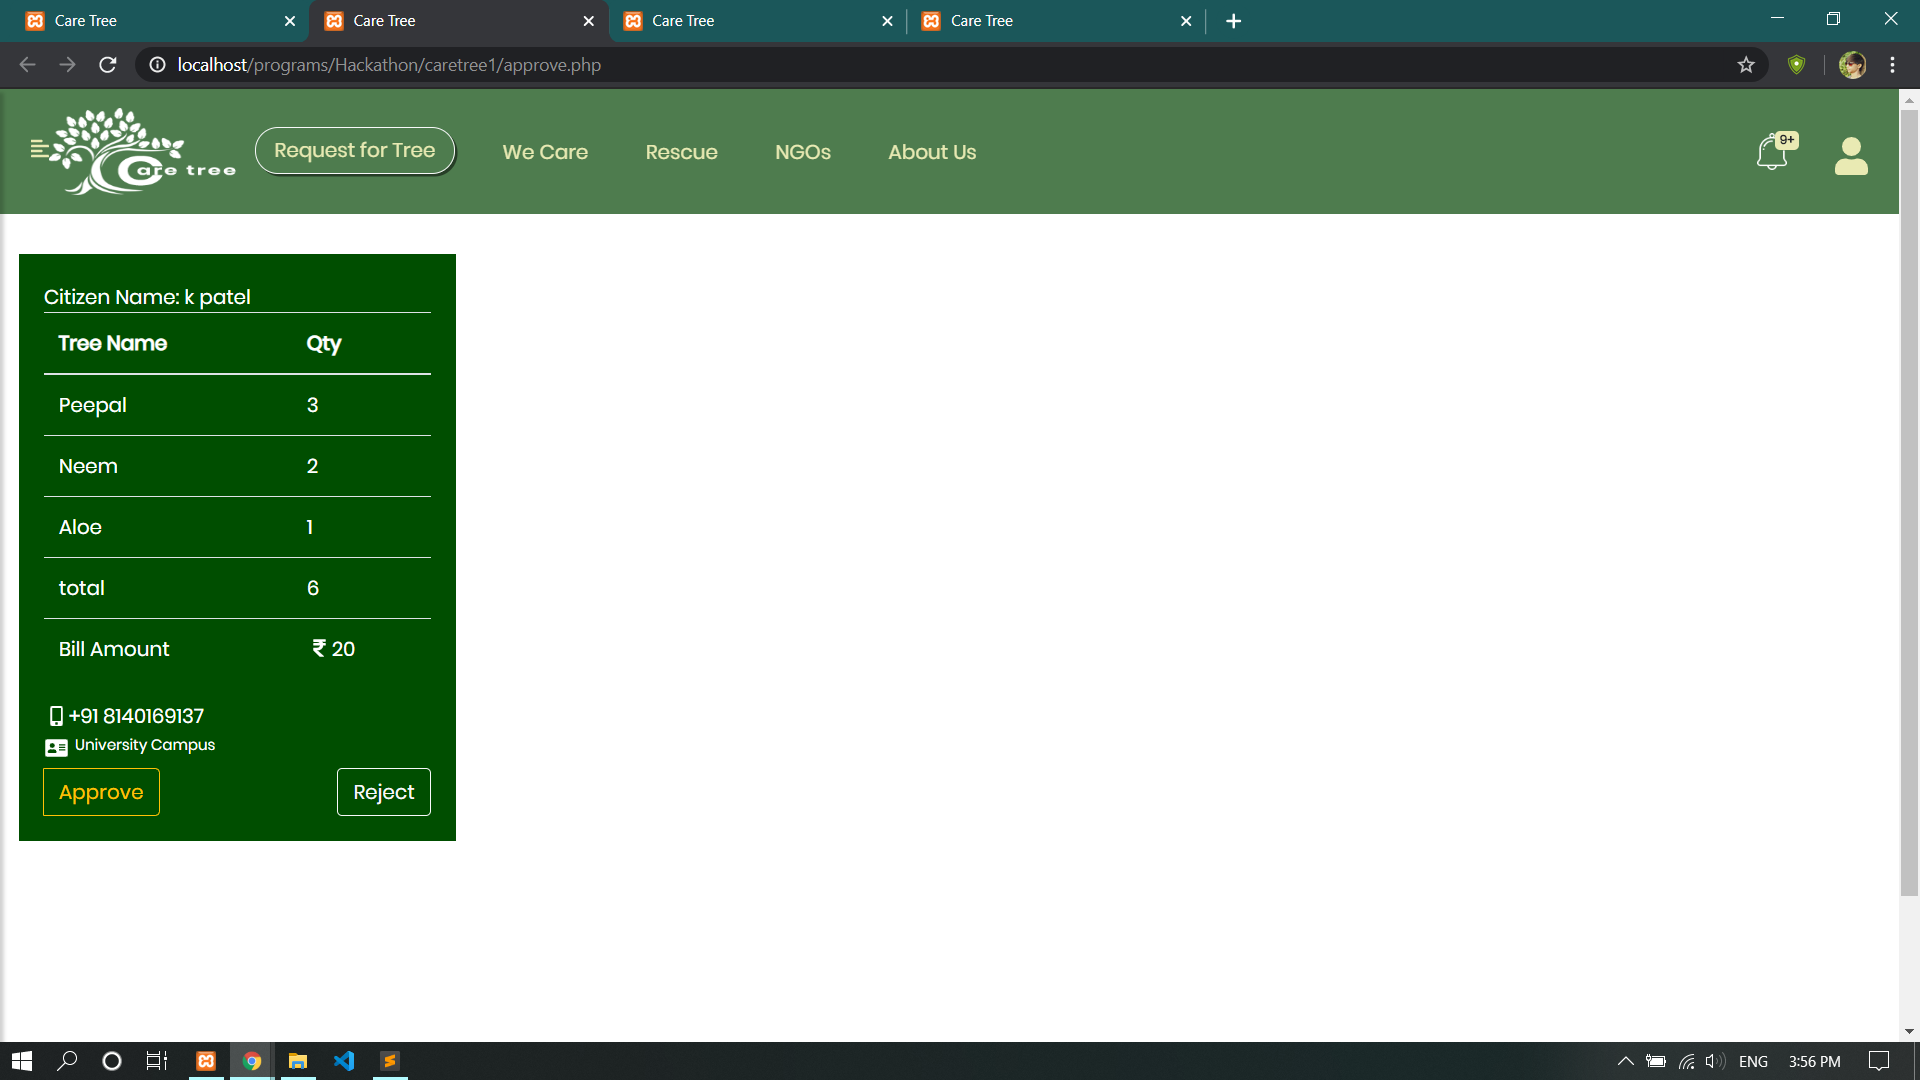 Care Tree
Care Tree
Care Tree
Care Tree
localhost/programs/Hackathon/caretree1/approve.php
Care tree
Request for Tree
We Care
Rescue
NGOs
About Us
9+
Citizen Name: k patel
Tree Name Qty
Peepal 3
Neem 2
Aloe 1
total 6
Bill Amount ₹ 20
+91 8140169137
University Campus
Approve
Reject
ENG
3:56 PM